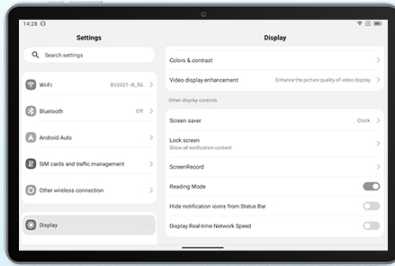 14:28
Settings
Display
Search settings
Colors & contrast
WiFi
BV2021-B_5G
Video display enhancement
Enhance the picture quality of video display
Bluetooth
Off
Other display controls
Android Auto
Screen saver
Clock
SIM cards and traffic management
Lock screen
Show all notification content
ScreenRecord
Other wireless connection
Reading Mode
Hide notification icons from Status Bar
Display
Display Real-time Network Speed